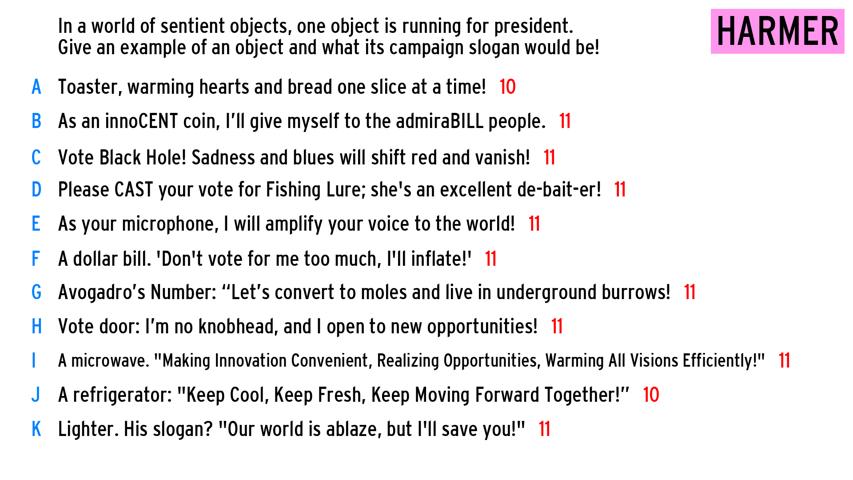 In a world of sentient objects, one object is running for president.
Give an example of an object and what its campaign slogan would be!
HARMER
A Toaster, warming hearts and bread one slice at a time! 10
B As an innoCENT coin, I’ll give myself to the admiraBILL people. 11
C Vote Black Hole! Sadness and blues will shift red and vanish! 11
D Please CAST your vote for Fishing Lure; she's an excellent de-bait-er! 11
E As your microphone, I will amplify your voice to the world! 11
F A dollar bill. 'Don't vote for me too much, I'll inflate!' 11
G Avogadro’s Number: “Let’s convert to moles and live in underground burrows! 11
H Vote door: I’m no knobhead, and I open to new opportunities! 11
I A microwave. "Making Innovation Convenient, Realizing Opportunities, Warming All Visions Efficiently!" 11
J A refrigerator: "Keep Cool, Keep Fresh, Keep Moving Forward Together!” 10
K Lighter. His slogan? "Our world is ablaze, but I'll save you!" 11